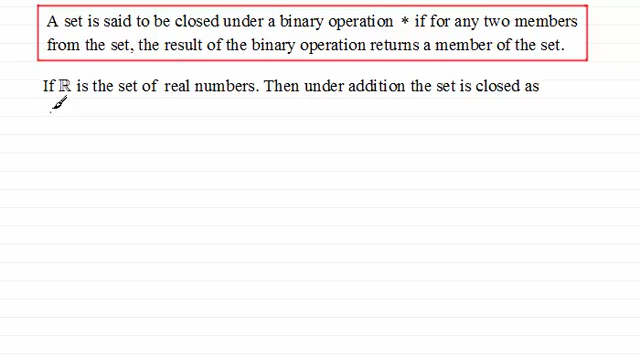 A set is said to be closed under a binary operation * if for any two members
from the set, the result of the binary operation returns a member of the set.
If ℝ is the set of real numbers. Then under addition the set is closed as